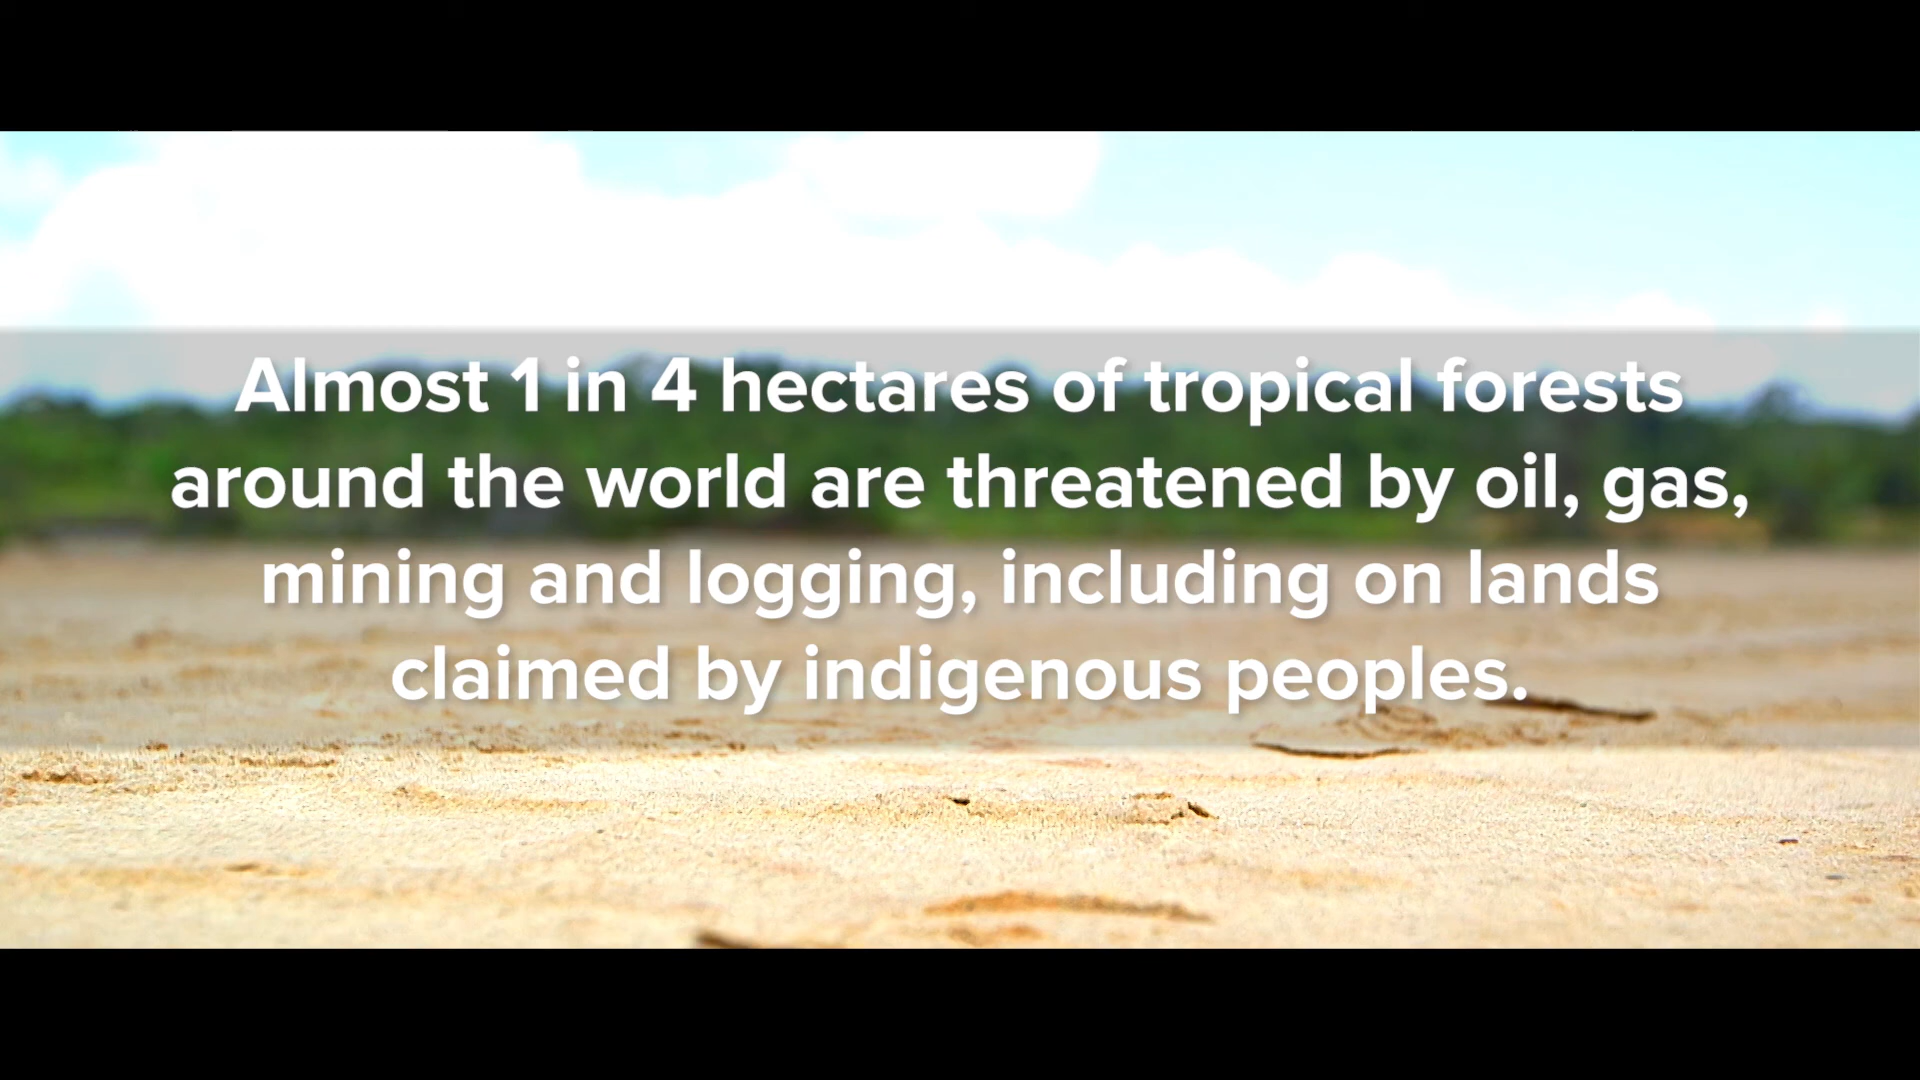 Almost 1 in 4 hectares of tropical forests
around the world are threatened by oil, gas,
mining and logging, including on lands
claimed by indigenous peoples.